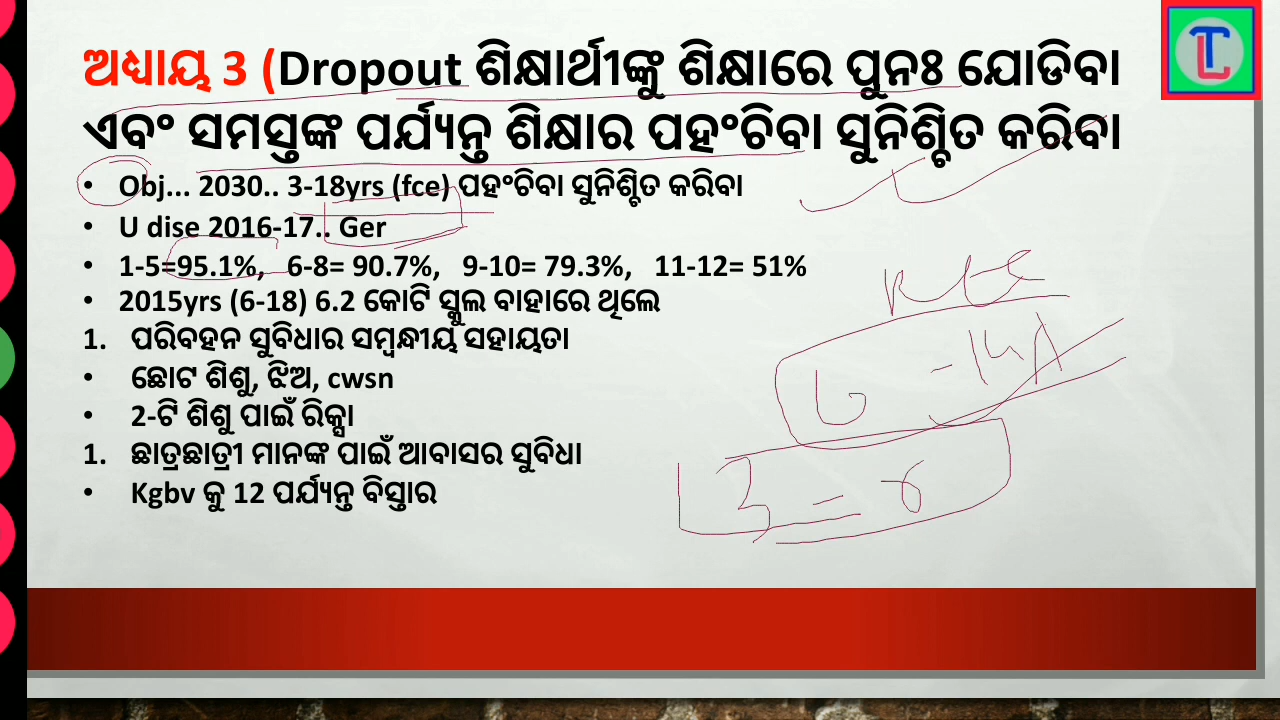 ଅଧ୍ୟାୟ 3 (Dropout ଶିକ୍ଷାର୍ଥୀଙ୍କୁ ଶିକ୍ଷାରେ ପୁନଃ ଯୋଡିବା
ଏବଂ ସମସ୍ତଙ୍କ ପର୍ଯ୍ୟନ୍ତ ଶିକ୍ଷାର ପହଂଚିବା ସୁନିଶ୍ଚିତ କରିବା
• Obj... 2030.. 3-18yrs (fce) ପହଂଚିବା ସୁନିଶ୍ଚିତ କରିବା
• U dise 2016-17.. Ger
• 1-5=95.1%, 6-8= 90.7%, 9-10= 79.3%, 11-12= 51%
• 2015yrs (6-18) 6.2 କୋଟି ସ୍କୁଲ ବାହାରେ ଥିଲେ
1. ପରିବହନ ସୁବିଧାର ସମ୍ବନ୍ଧୀୟ ସହାୟତା
• ଛୋଟ ଶିଶୁ, ଝିଅ, cwsn
• 2-ଟି ଶିଶୁ ପାଇଁ ରିକ୍ସା
1. ଛାତ୍ରଛାତ୍ରୀ ମାନଙ୍କ ପାଇଁ ଆବାସର ସୁବିଧା
• Kgbv କୁ 12 ପର୍ଯ୍ୟନ୍ତ ବିସ୍ତାର
RTE